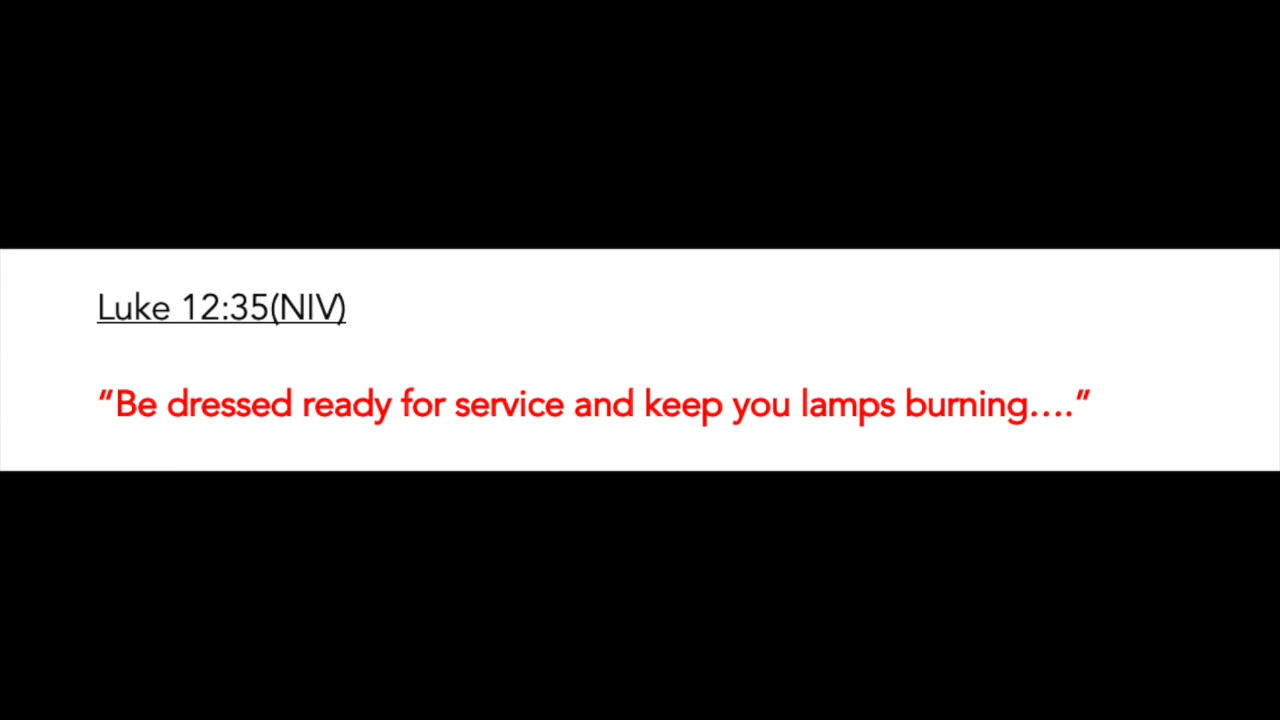 Luke 12:35(NIV)
“Be dressed ready for service and keep you lamps burning….”